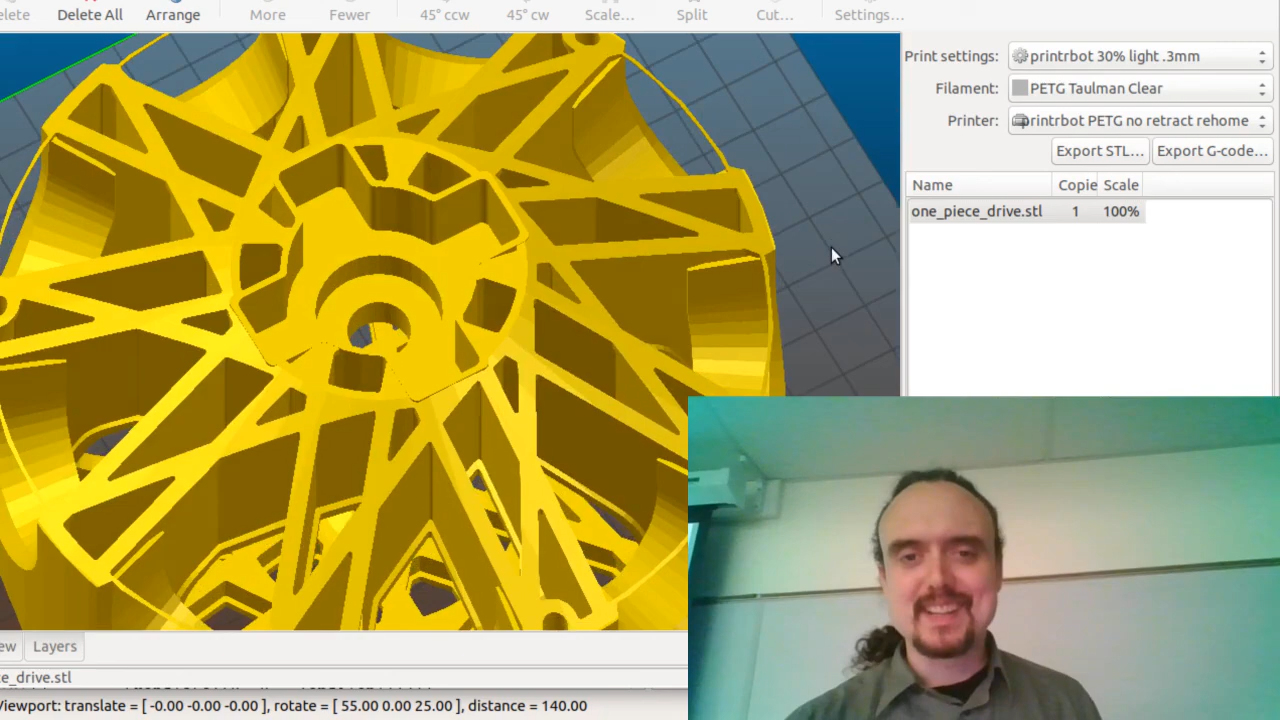 elete Delete All Arrange More Fewer 45° ccw 45° cw Scale... Split Cut... Settings...
Print settings: printrbot 30% light .3mm
Filament: PETG Taulman Clear
Printer: printrbot PETG no retract rehome
Export STL... Export G-code...
Name Copie Scale
one_piece_drive.stl 1 100%
ew Layers
ce_drive.stl
Viewport: translate = [ -0.00 -0.00 -0.00 ], rotate = [ 55.00 0.00 25.00 ], distance = 140.00